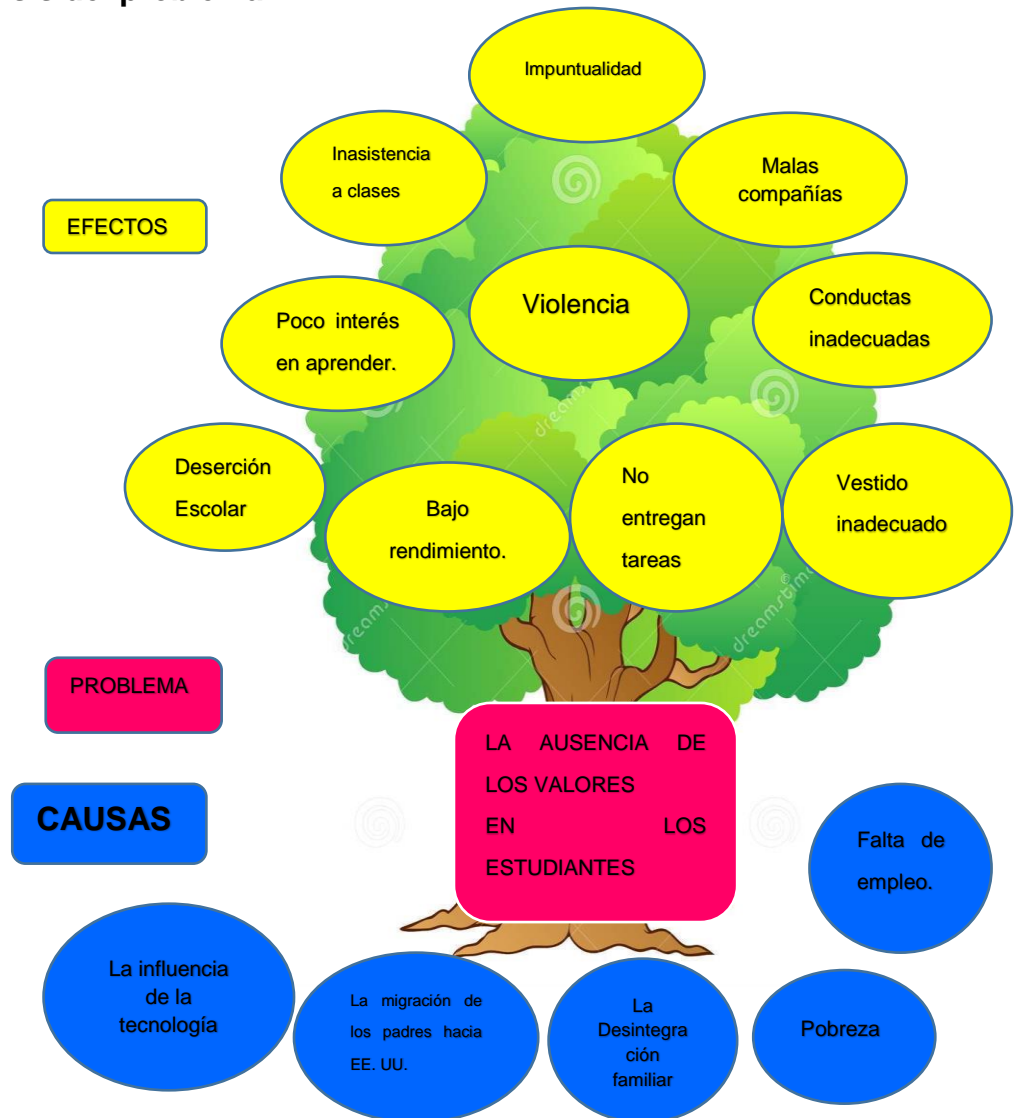 Impuntualidad
Inasistencia
a clases
Malas
compañías
EFECTOS
Violencia
Conductas
inadecuadas
Poco interés
en aprender.
Deserción
Escolar
Bajo
rendimiento.
No
entregan
tareas
Vestido
inadecuado
dreamstime
PROBLEMA
LA AUSENCIA DE
LOS VALORES
EN LOS
ESTUDIANTES
CAUSAS
Falta de
empleo.
La influencia
de la
tecnología
La migración de
los padres hacia
EE. UU.
La
Desintegra
ción
familiar
Pobreza